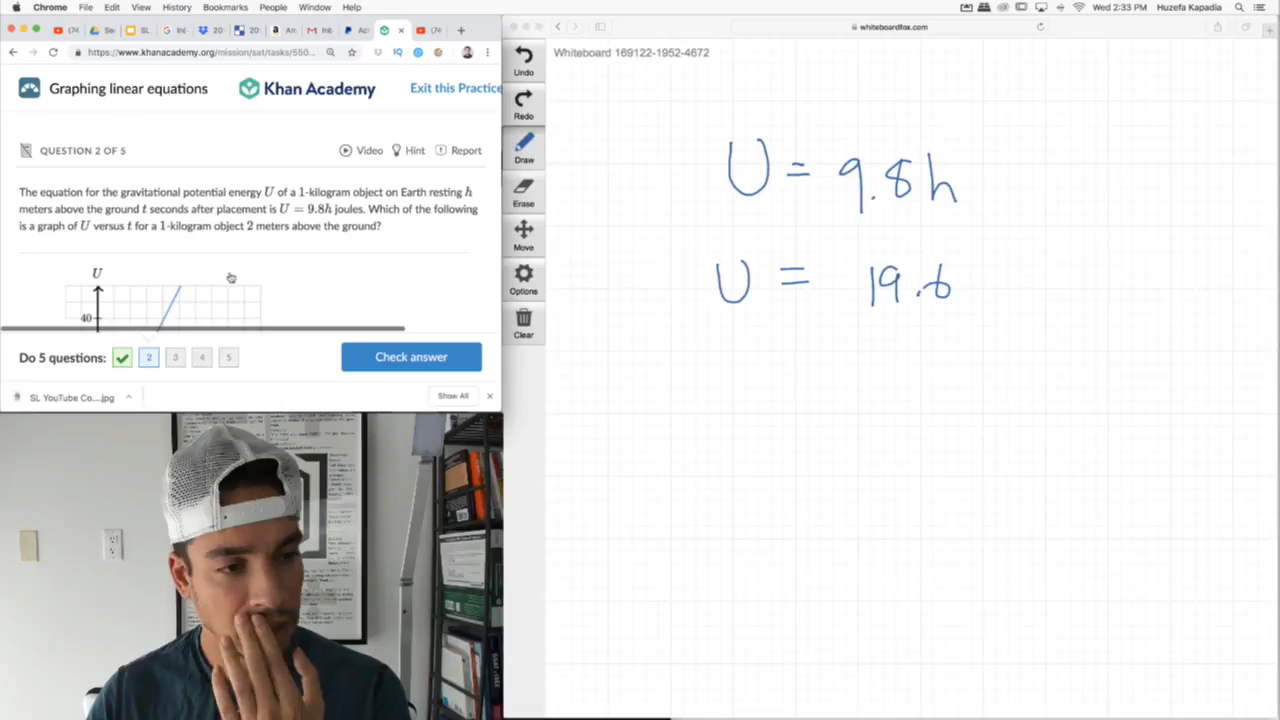 Chrome File Edit View History Bookmarks People Window Help
Wed 2:33 PM Huzefa Kapadia
https://www.khanacademy.org/mission/sat/tasks/550...
whiteboardfox.com
Graphing linear equations
Khan Academy
Exit this Practice
QUESTION 2 OF 5
Video Hint Report
The equation for the gravitational potential energy U of a 1-kilogram object on Earth resting h
meters above the ground t seconds after placement is U = 9.8h joules. Which of the following
is a graph of U versus t for a 1-kilogram object 2 meters above the ground?
U
40
Do 5 questions: 2 3 4 5
Check answer
SL YouTube Co....jpg
Show All
Whiteboard 169122-1952-4672
Undo
Redo
Draw
Erase
Move
Options
Clear
U = 9.8h
U = 19.6